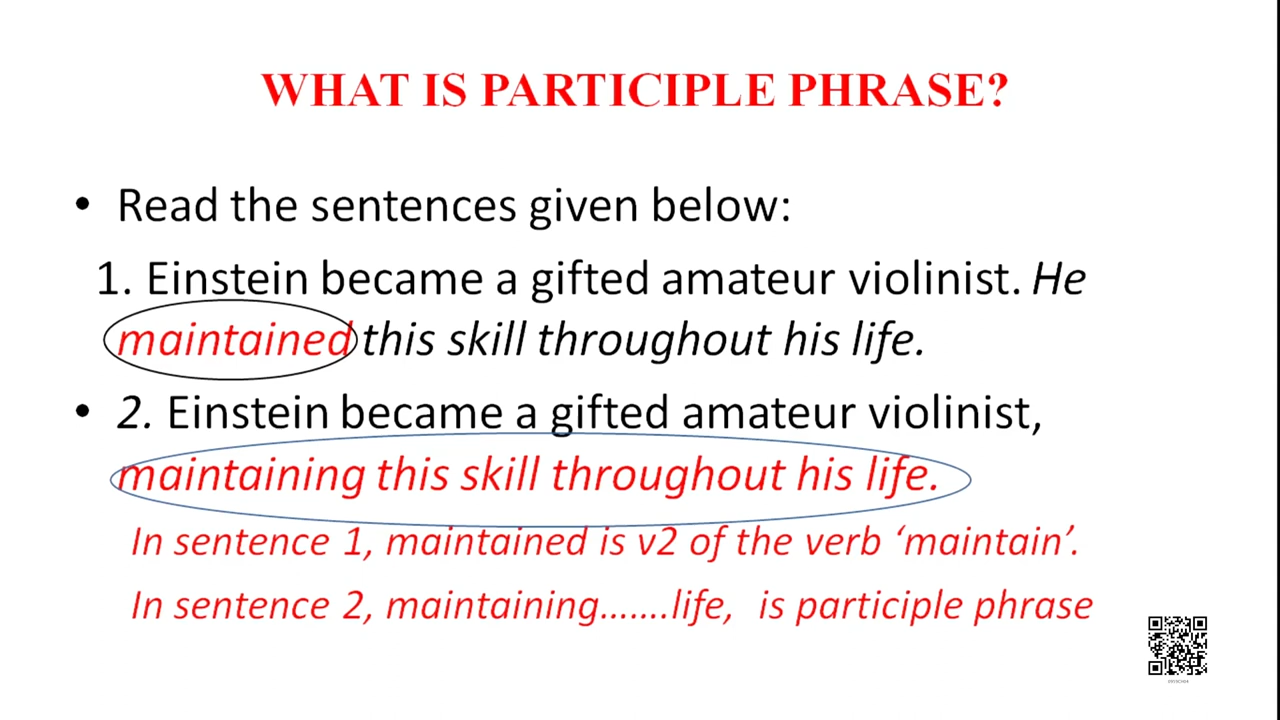 WHAT IS PARTICIPLE PHRASE?
• Read the sentences given below:
1. Einstein became a gifted amateur violinist. He
maintained this skill throughout his life.
• 2. Einstein became a gifted amateur violinist,
maintaining this skill throughout his life.
In sentence 1, maintained is v2 of the verb ‘maintain’.
In sentence 2, maintaining…….life,  is participle phrase